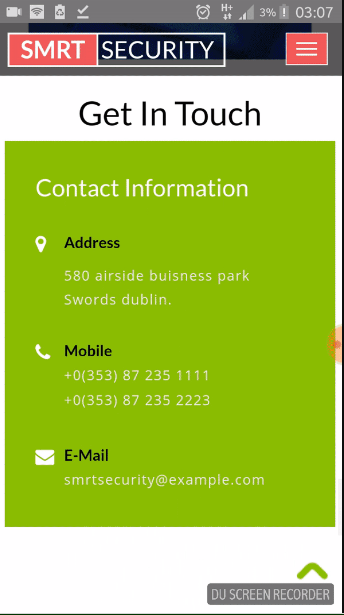 H+ 3% 03:07
SMRT SECURITY
Get In Touch
Contact Information
Address
580 airside buisness park
Swords dublin.
Mobile
+0(353) 87 235 1111
+0(353) 87 235 2223
E-Mail
smrtsecurity@example.com
DU SCREEN RECORDER